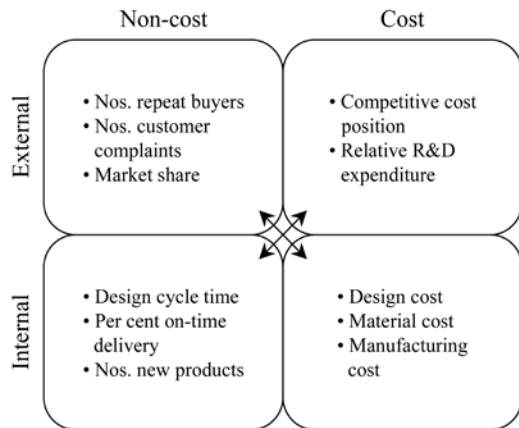 Non-cost
Cost
External
• Nos. repeat buyers
• Nos. customer
complaints
• Market share
• Competitive cost
position
• Relative R&D
expenditure
Internal
• Design cycle time
• Per cent on-time
delivery
• Nos. new products
• Design cost
• Material cost
• Manufacturing
cost